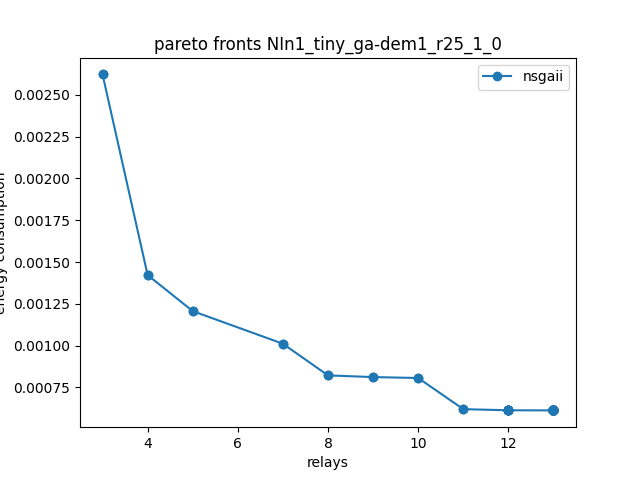 pareto fronts NIn1_tiny_ga-dem1_r25_1_0
nsgaii
0.00250
0.00225
0.00200
0.00175
0.00150
0.00125
0.00100
0.00075
energy consumption
4 6 8 10 12
relays